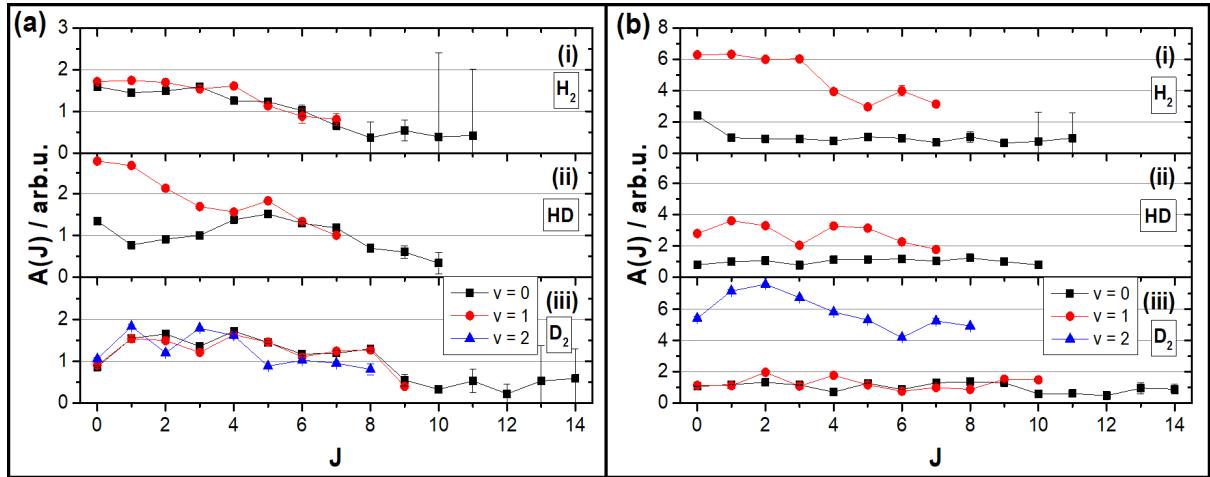 (a)
(i)
H2
(ii)
HD
(iii)
D2
v = 0
v = 1
v = 2
A(J) / arb.u.
3
2
1
0
2
1
0
2
1
0
0 2 4 6 8 10 12 14
J
(b)
(i)
H2
(ii)
HD
(iii)
D2
v = 0
v = 1
v = 2
A(J) / arb.u.
8
6
4
2
0
6
4
2
0
6
4
2
0
0 2 4 6 8 10 12 14
J